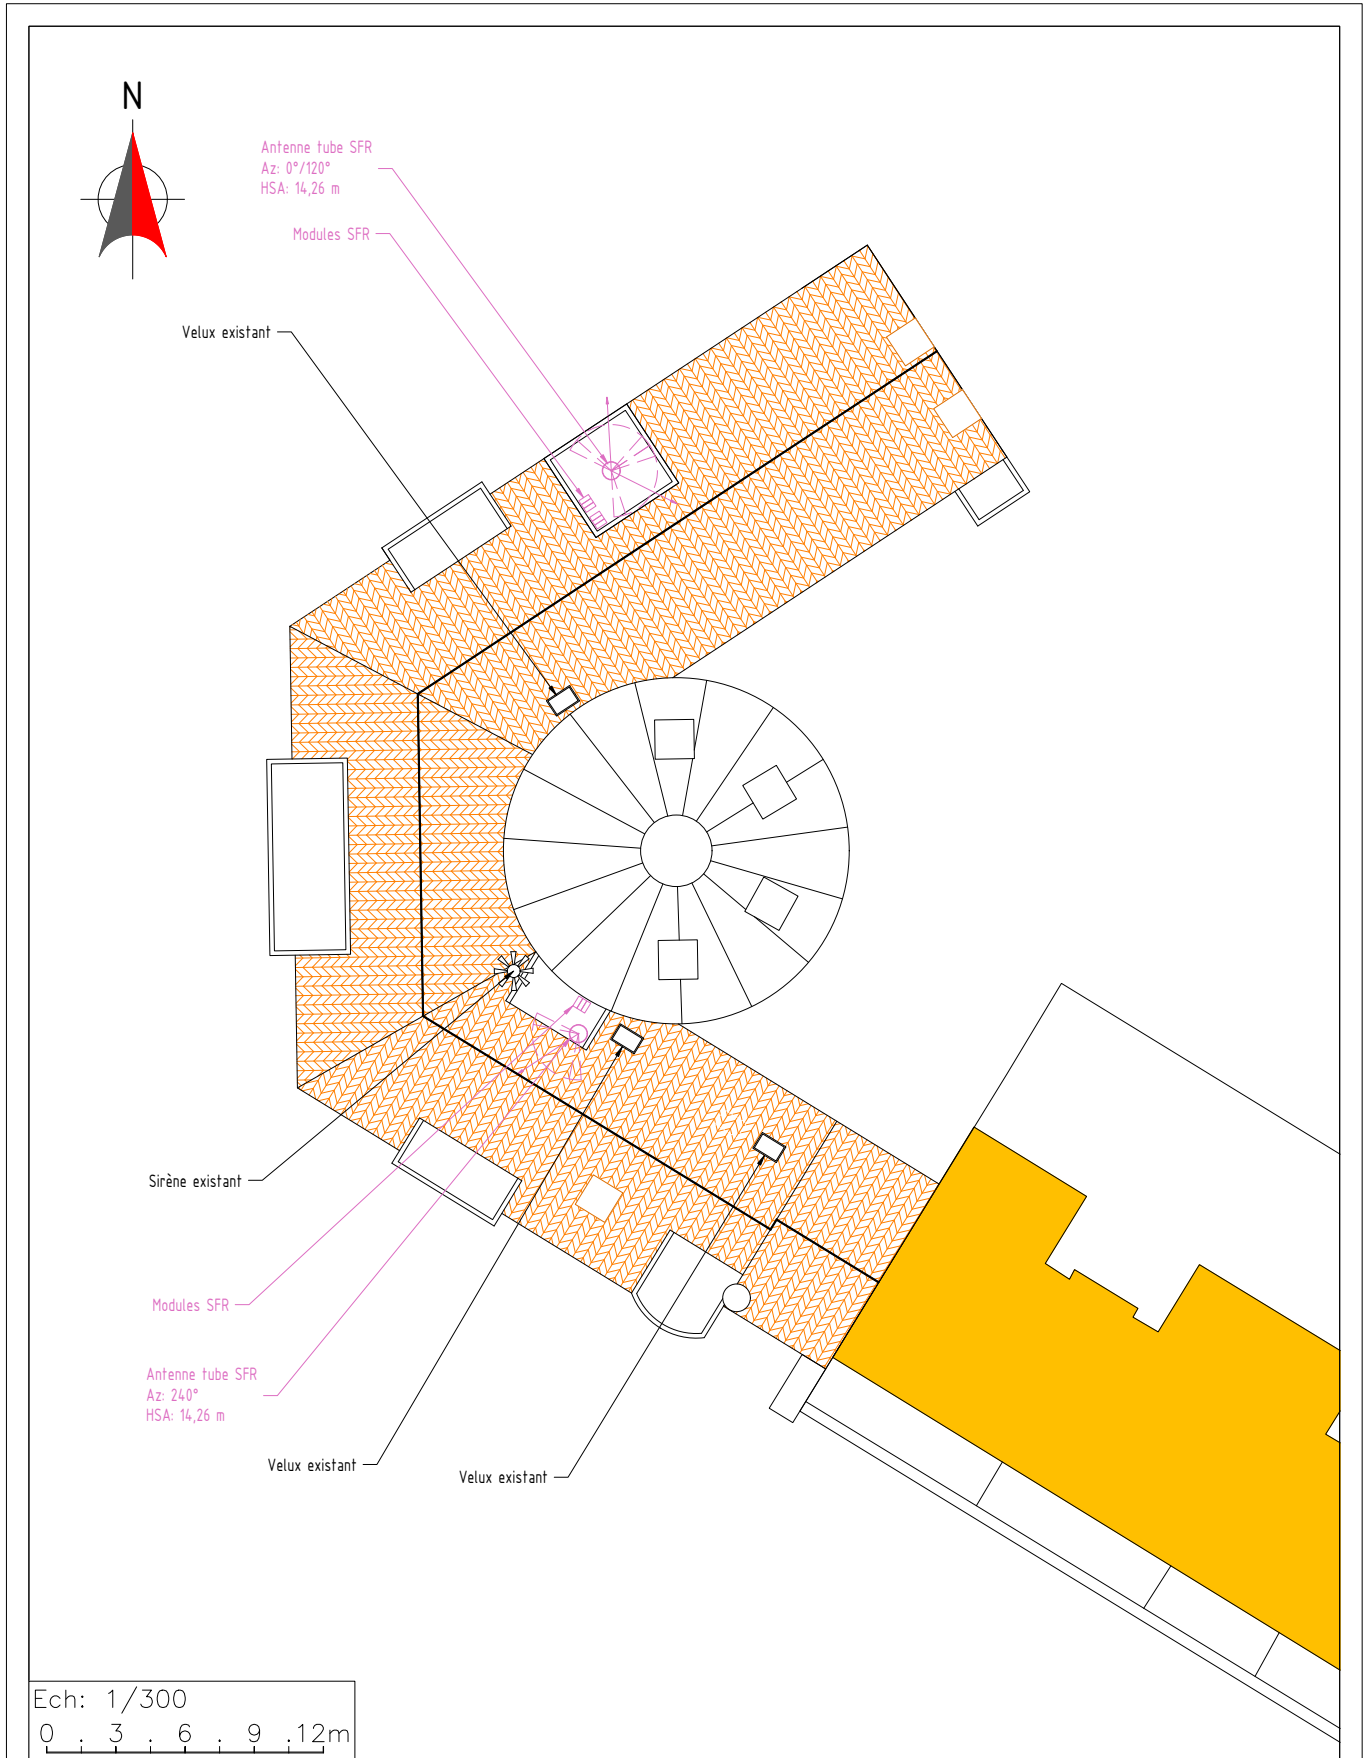 N
Antenne tube SFR
Az: 0°/120°
HSA: 14,26 m
Modules SFR
Velux existant
Sirène existant
Modules SFR
Antenne tube SFR
Az: 240°
HSA: 14,26 m
Velux existant
Velux existant
Ech: 1/300
0 . 3 . 6 . 9 .12m